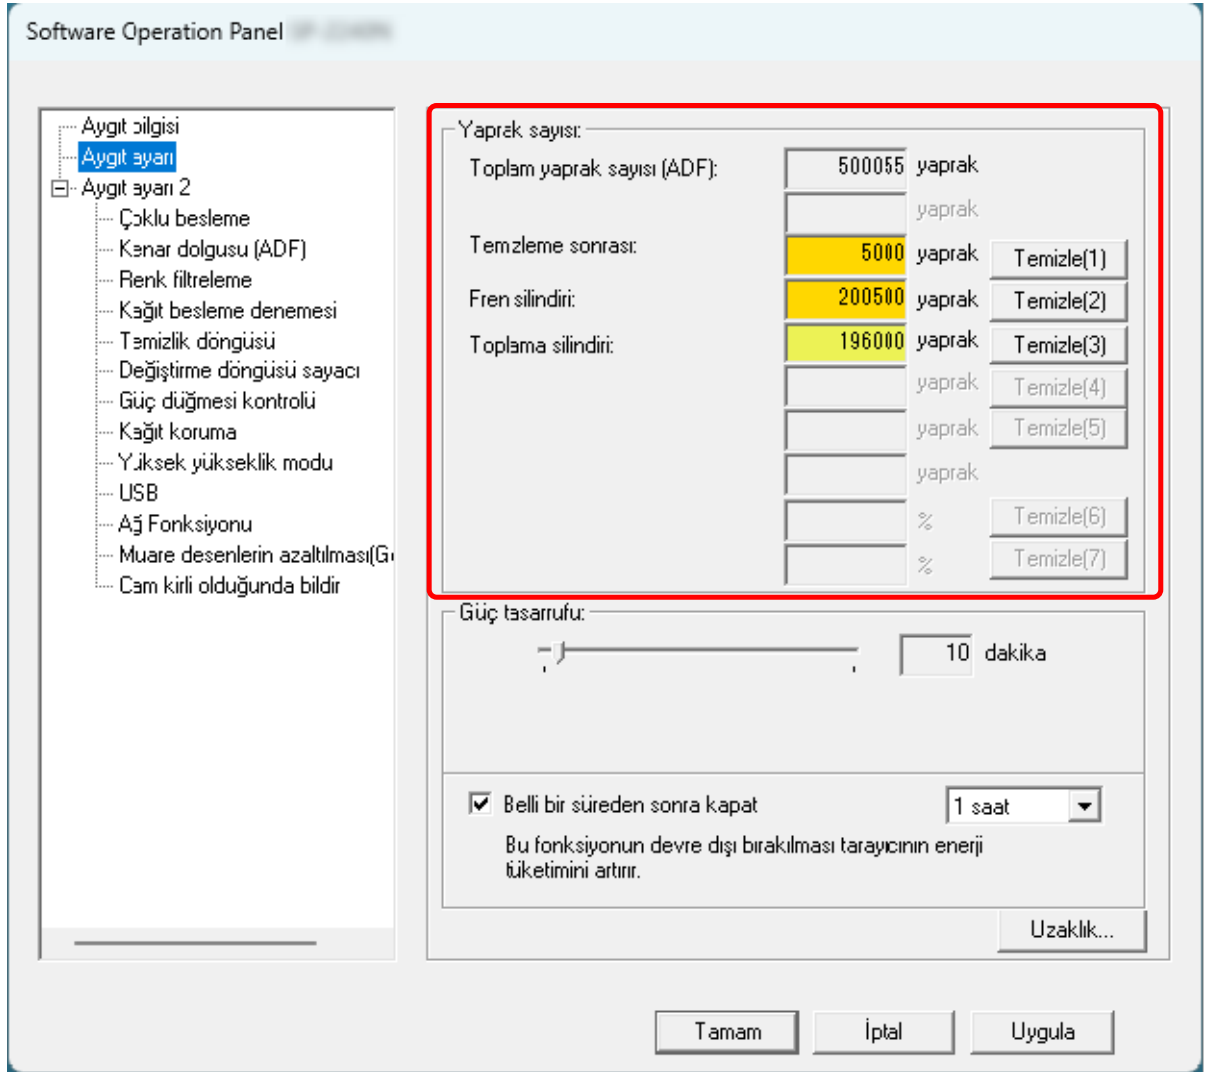 Software Operation Panel
Aygıt bilgisi
Aygıt ayarı
Aygıt ayarı 2
Çoklu besleme
Kenar dolgusu (ADF)
Renk filtreleme
Kağıt besleme denemesi
Temizlik döngüsü
Değiştirme döngüsü sayacı
Güç düğmesi kontrolü
Kağıt koruma
Yüksek yükseklik modu
USB
Ağ Fonksiyonu
Muare desenlerin azaltılması(G
Cam kirli olduğunda bildir
Yaprak sayısı:
Toplam yaprak sayısı (ADF): 500055 yaprak
yaprak
Temizleme sonrası: 5000 yaprak Temizle(1)
Fren silindiri: 200500 yaprak Temizle(2)
Toplama silindiri: 196000 yaprak Temizle(3)
yaprak Temizle(4)
yaprak Temizle(5)
yaprak
% Temizle(6)
% Temizle(7)
Güç tasarrufu:
10 dakika
Belli bir süreden sonra kapat 1 saat
Bu fonksiyonun devre dışı bırakılması tarayıcının enerji
tüketimini artırır.
Uzaklık...
Tamam İptal Uygula